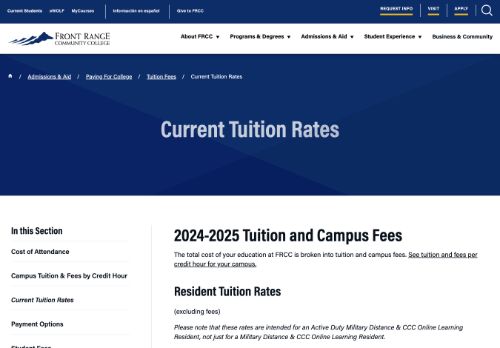 Current Students eWOLF MyCourses Información en español Give to FRCC REQUEST INFO VISIT APPLY
FRONT RANGE
COMMUNITY COLLEGE
About FRCC ▼ Programs & Degrees ▼ Admissions & Aid ▼ Student Experience ▼ Business & Community
/ Admissions & Aid / Paying For College / Tuition Fees / Current Tuition Rates
Current Tuition Rates
In this Section
Cost of Attendance
Campus Tuition & Fees by Credit Hour
Current Tuition Rates
Payment Options
Student Fees
2024-2025 Tuition and Campus Fees
The total cost of your education at FRCC is broken into tuition and campus fees. See tuition and fees per
credit hour for your campus.
Resident Tuition Rates
(excluding fees)
Please note that these rates are intended for an Active Duty Military Distance & CCC Online Learning
Resident, not just for a Military Distance & CCC Online Learning Resident.